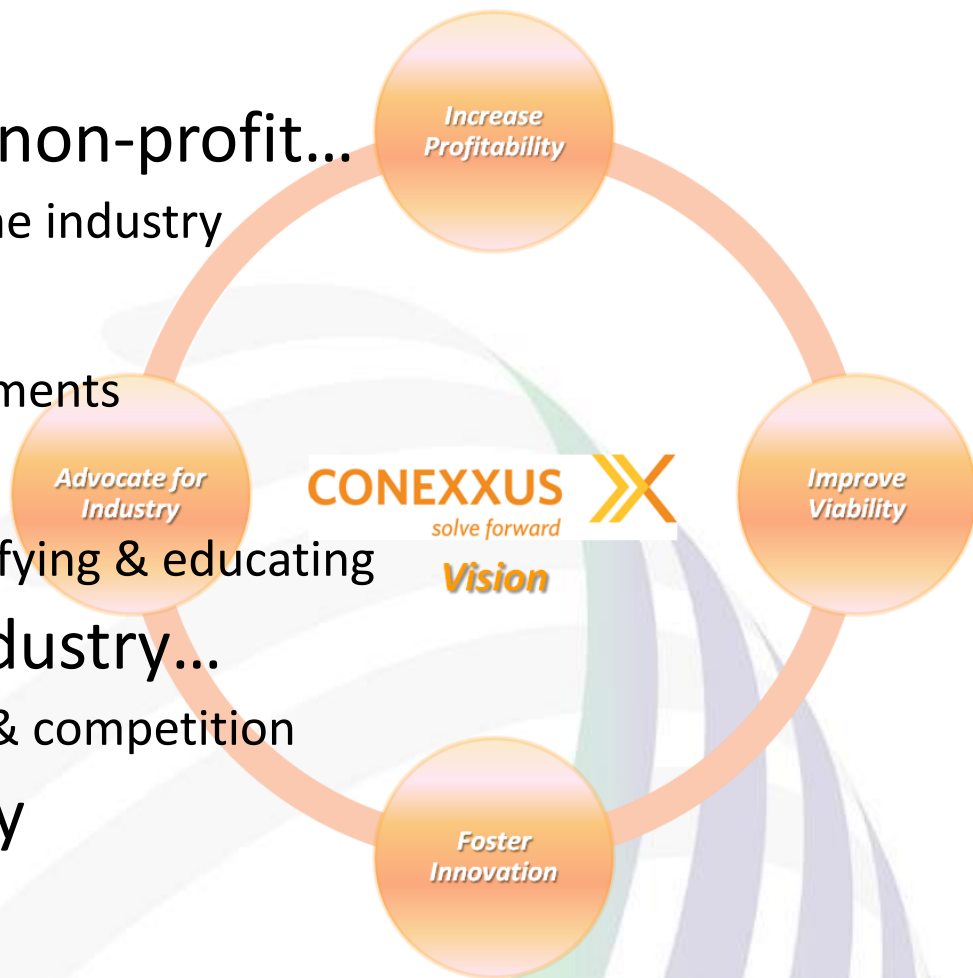 Increase
Profitability
non-profit...
he industry
ments
Advocate for
Industry
CONEXXUS
solve forward
Vision
Improve
Viability
fying & educating
dustry...
& competition
y
Foster
Innovation